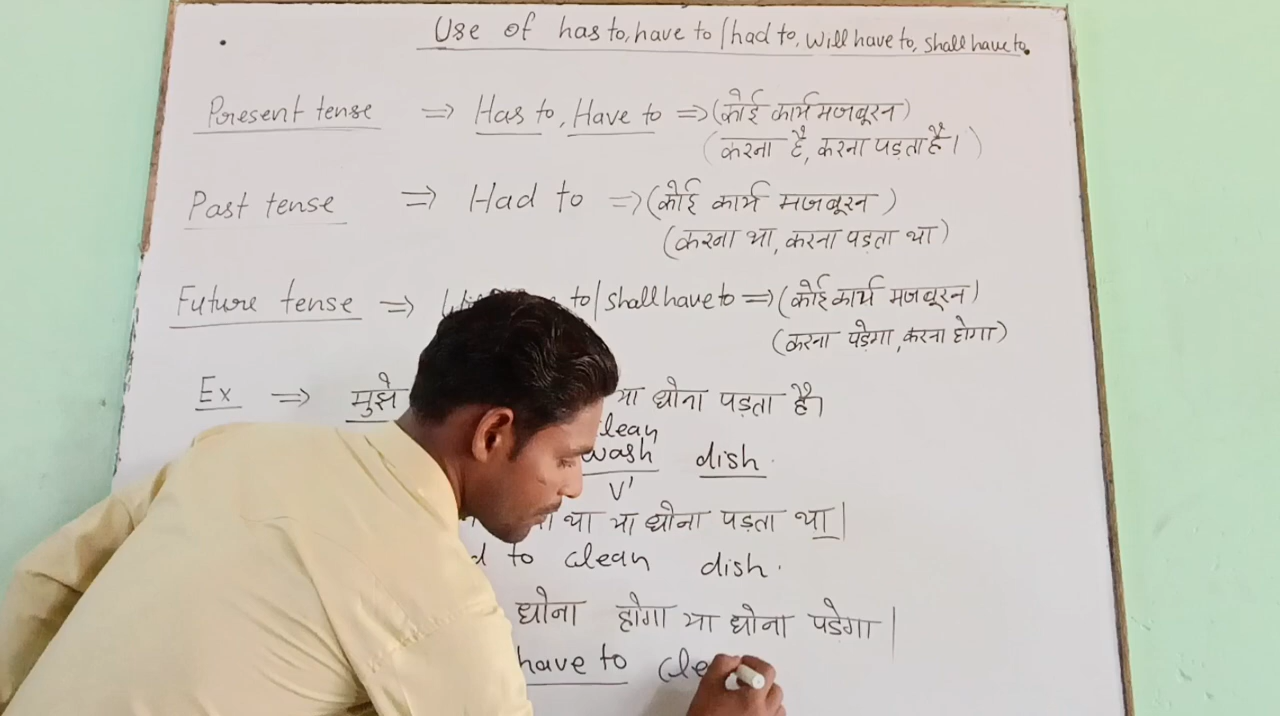 Use of has to, have to / had to, will have to, shall have to.
Present tense ⇒ Has to, Have to ⇒ (कोई कार्य मजबूरन)
(करना है, करना पड़ता है।)
Past tense ⇒ Had to ⇒ (कोई कार्य मजबूरन)
(करना था, करना पड़ता था)
Future tense ⇒ to / shall have to ⇒ (कोई कार्य मजबूरन)
(करना पड़ेगा, करना होगा)
Ex ⇒ मुझे या धोना पड़ता है।
wash dish.
V'
था या धोना पड़ता था|
to clean dish.
धोना होगा या धोना पडेगा|
have to cle